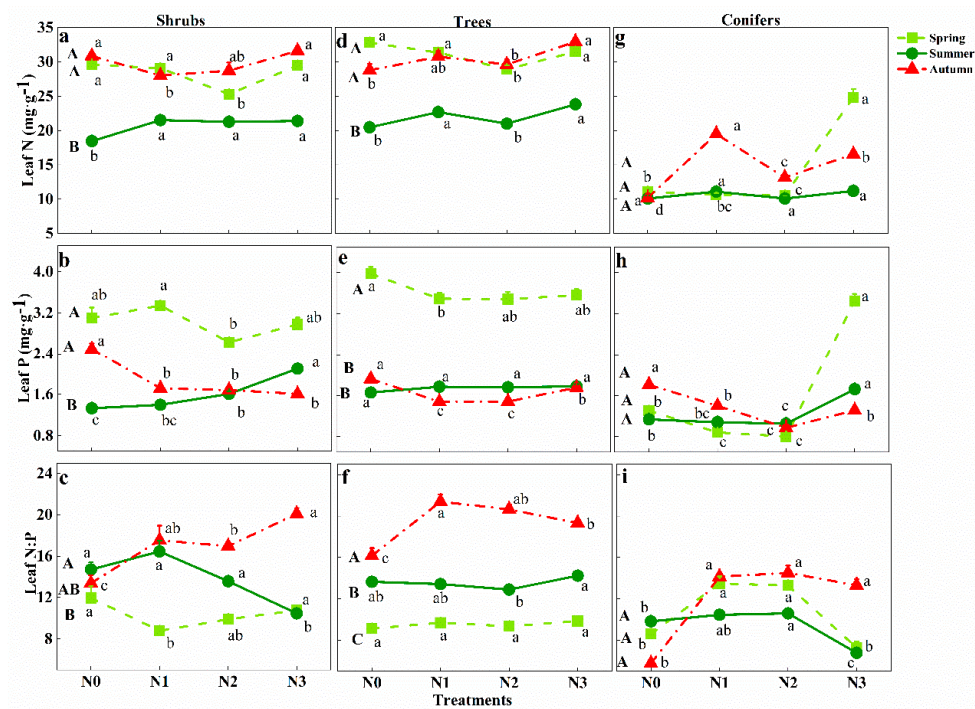 Shrubs Trees Conifers
Spring
Summer
Autumn
35 a A a a ab a
30 A a b b a
25
20 B b a a a
15
10
5
Leaf N (mg·g⁻¹)
d a a b a
A ab b a
B b a a
b
g
A b a c a
A a d bc a c a b
A
4.0 b ab a b ab
3.2 A
2.4 A a b b a
1.6 B c bc b b
0.8
Leaf P (mg·g⁻¹)
e A a b ab ab
B a a a a
B a c c b
h
A a b c a
A b bc c a
A b c c b
24 c
20 ab b a
16 A a a a
12 AB c a
8 B a b ab b
Leaf N:P
f a ab b
A c
B ab ab b a
C a a a a
i
A b a a a
A b ab a b
A b c
N0 N1 N2 N3 N0 N1 N2 N3 N0 N1 N2 N3
Treatments